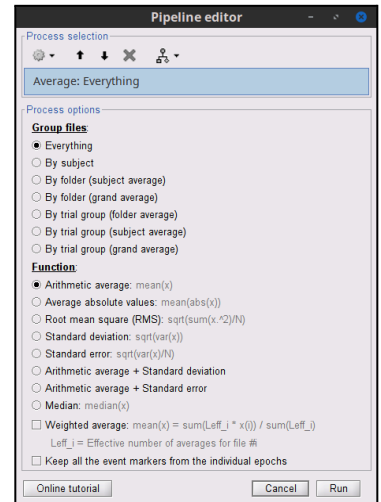 Pipeline editor
Process selection
Average: Everything
Process options
Group files:
Everything
By subject
By folder (subject average)
By folder (grand average)
By trial group (folder average)
By trial group (subject average)
By trial group (grand average)
Function:
Arithmetic average: mean(x)
Average absolute values: mean(abs(x))
Root mean square (RMS): sqrt(sum(x.^2)/N)
Standard deviation: sqrt(var(x))
Standard error: sqrt(var(x)/N)
Arithmetic average + Standard deviation
Arithmetic average + Standard error
Median: median(x)
Weighted average: mean(x) = sum(Leff_i * x(i)) / sum(Leff_i)
Leff_i = Effective number of averages for file #i
Keep all the event markers from the individual epochs
Online tutorial Cancel Run